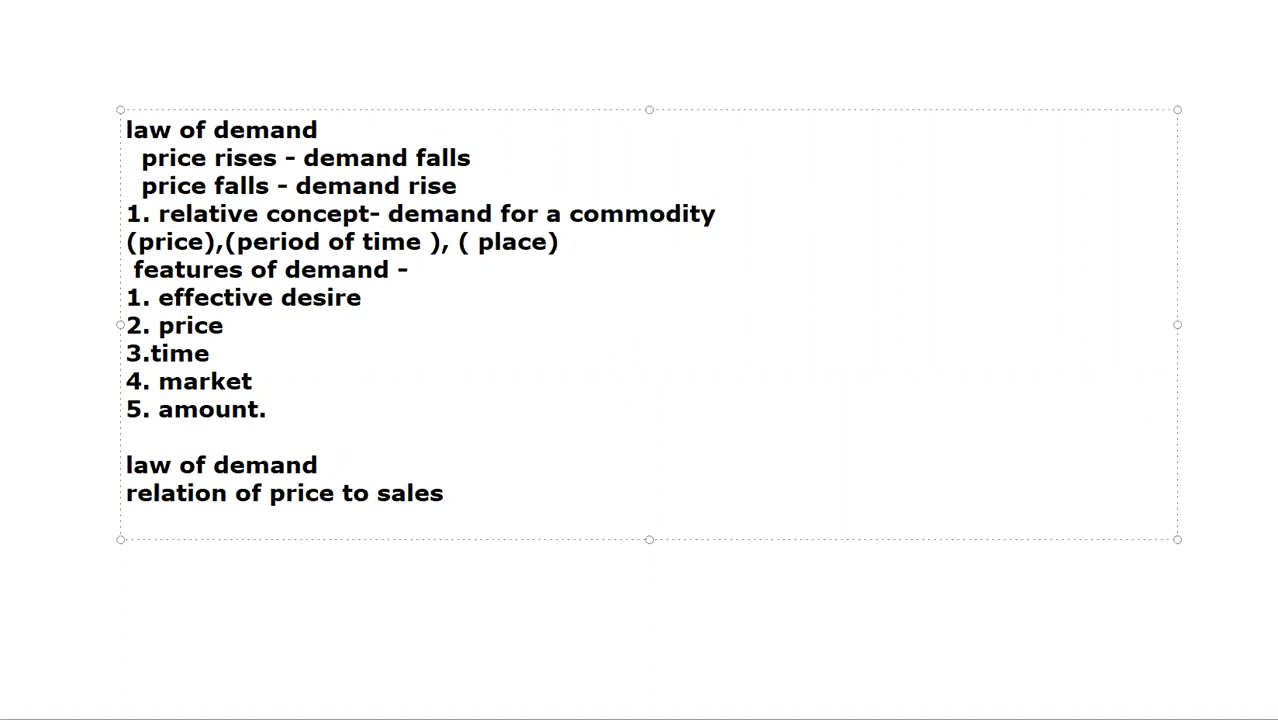 law of demand
price rises - demand falls
price falls - demand rise
1. relative concept- demand for a commodity
(price),(period of time ), ( place)
features of demand -
1. effective desire
2. price
3.time
4. market
5. amount.
law of demand
relation of price to sales